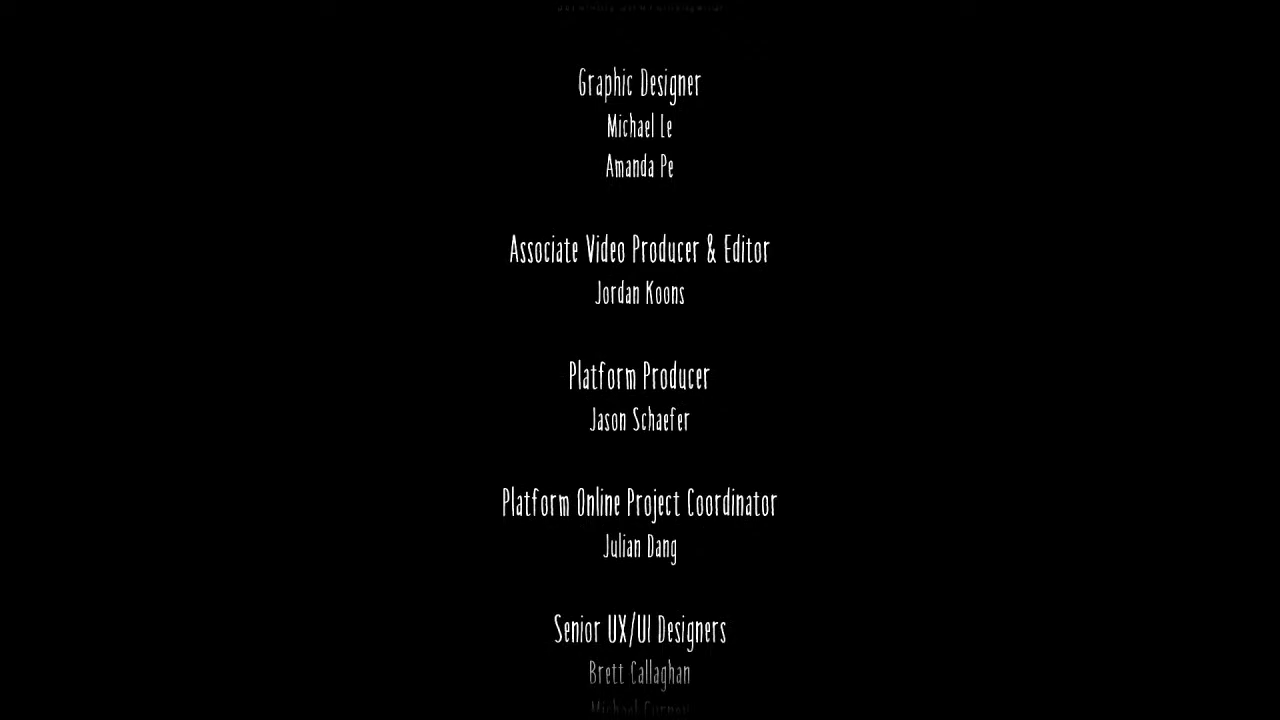 Graphic Designer
Michael Le
Amanda Pe
Associate Video Producer & Editor
Jordan Koons
Platform Producer
Jason Schaefer
Platform Online Project Coordinator
Julian Dang
Senior UX/UI Designers
Brett Callaghan
Michael